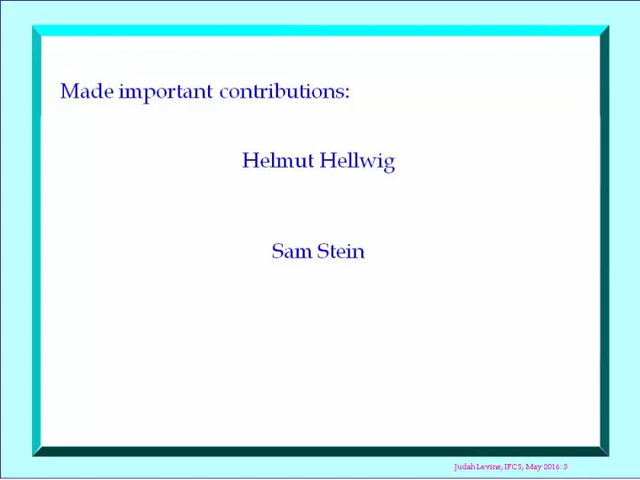 Made important contributions:
Helmut Hellwig
Sam Stein
Judah Levine, IFCS, May 2016: 3